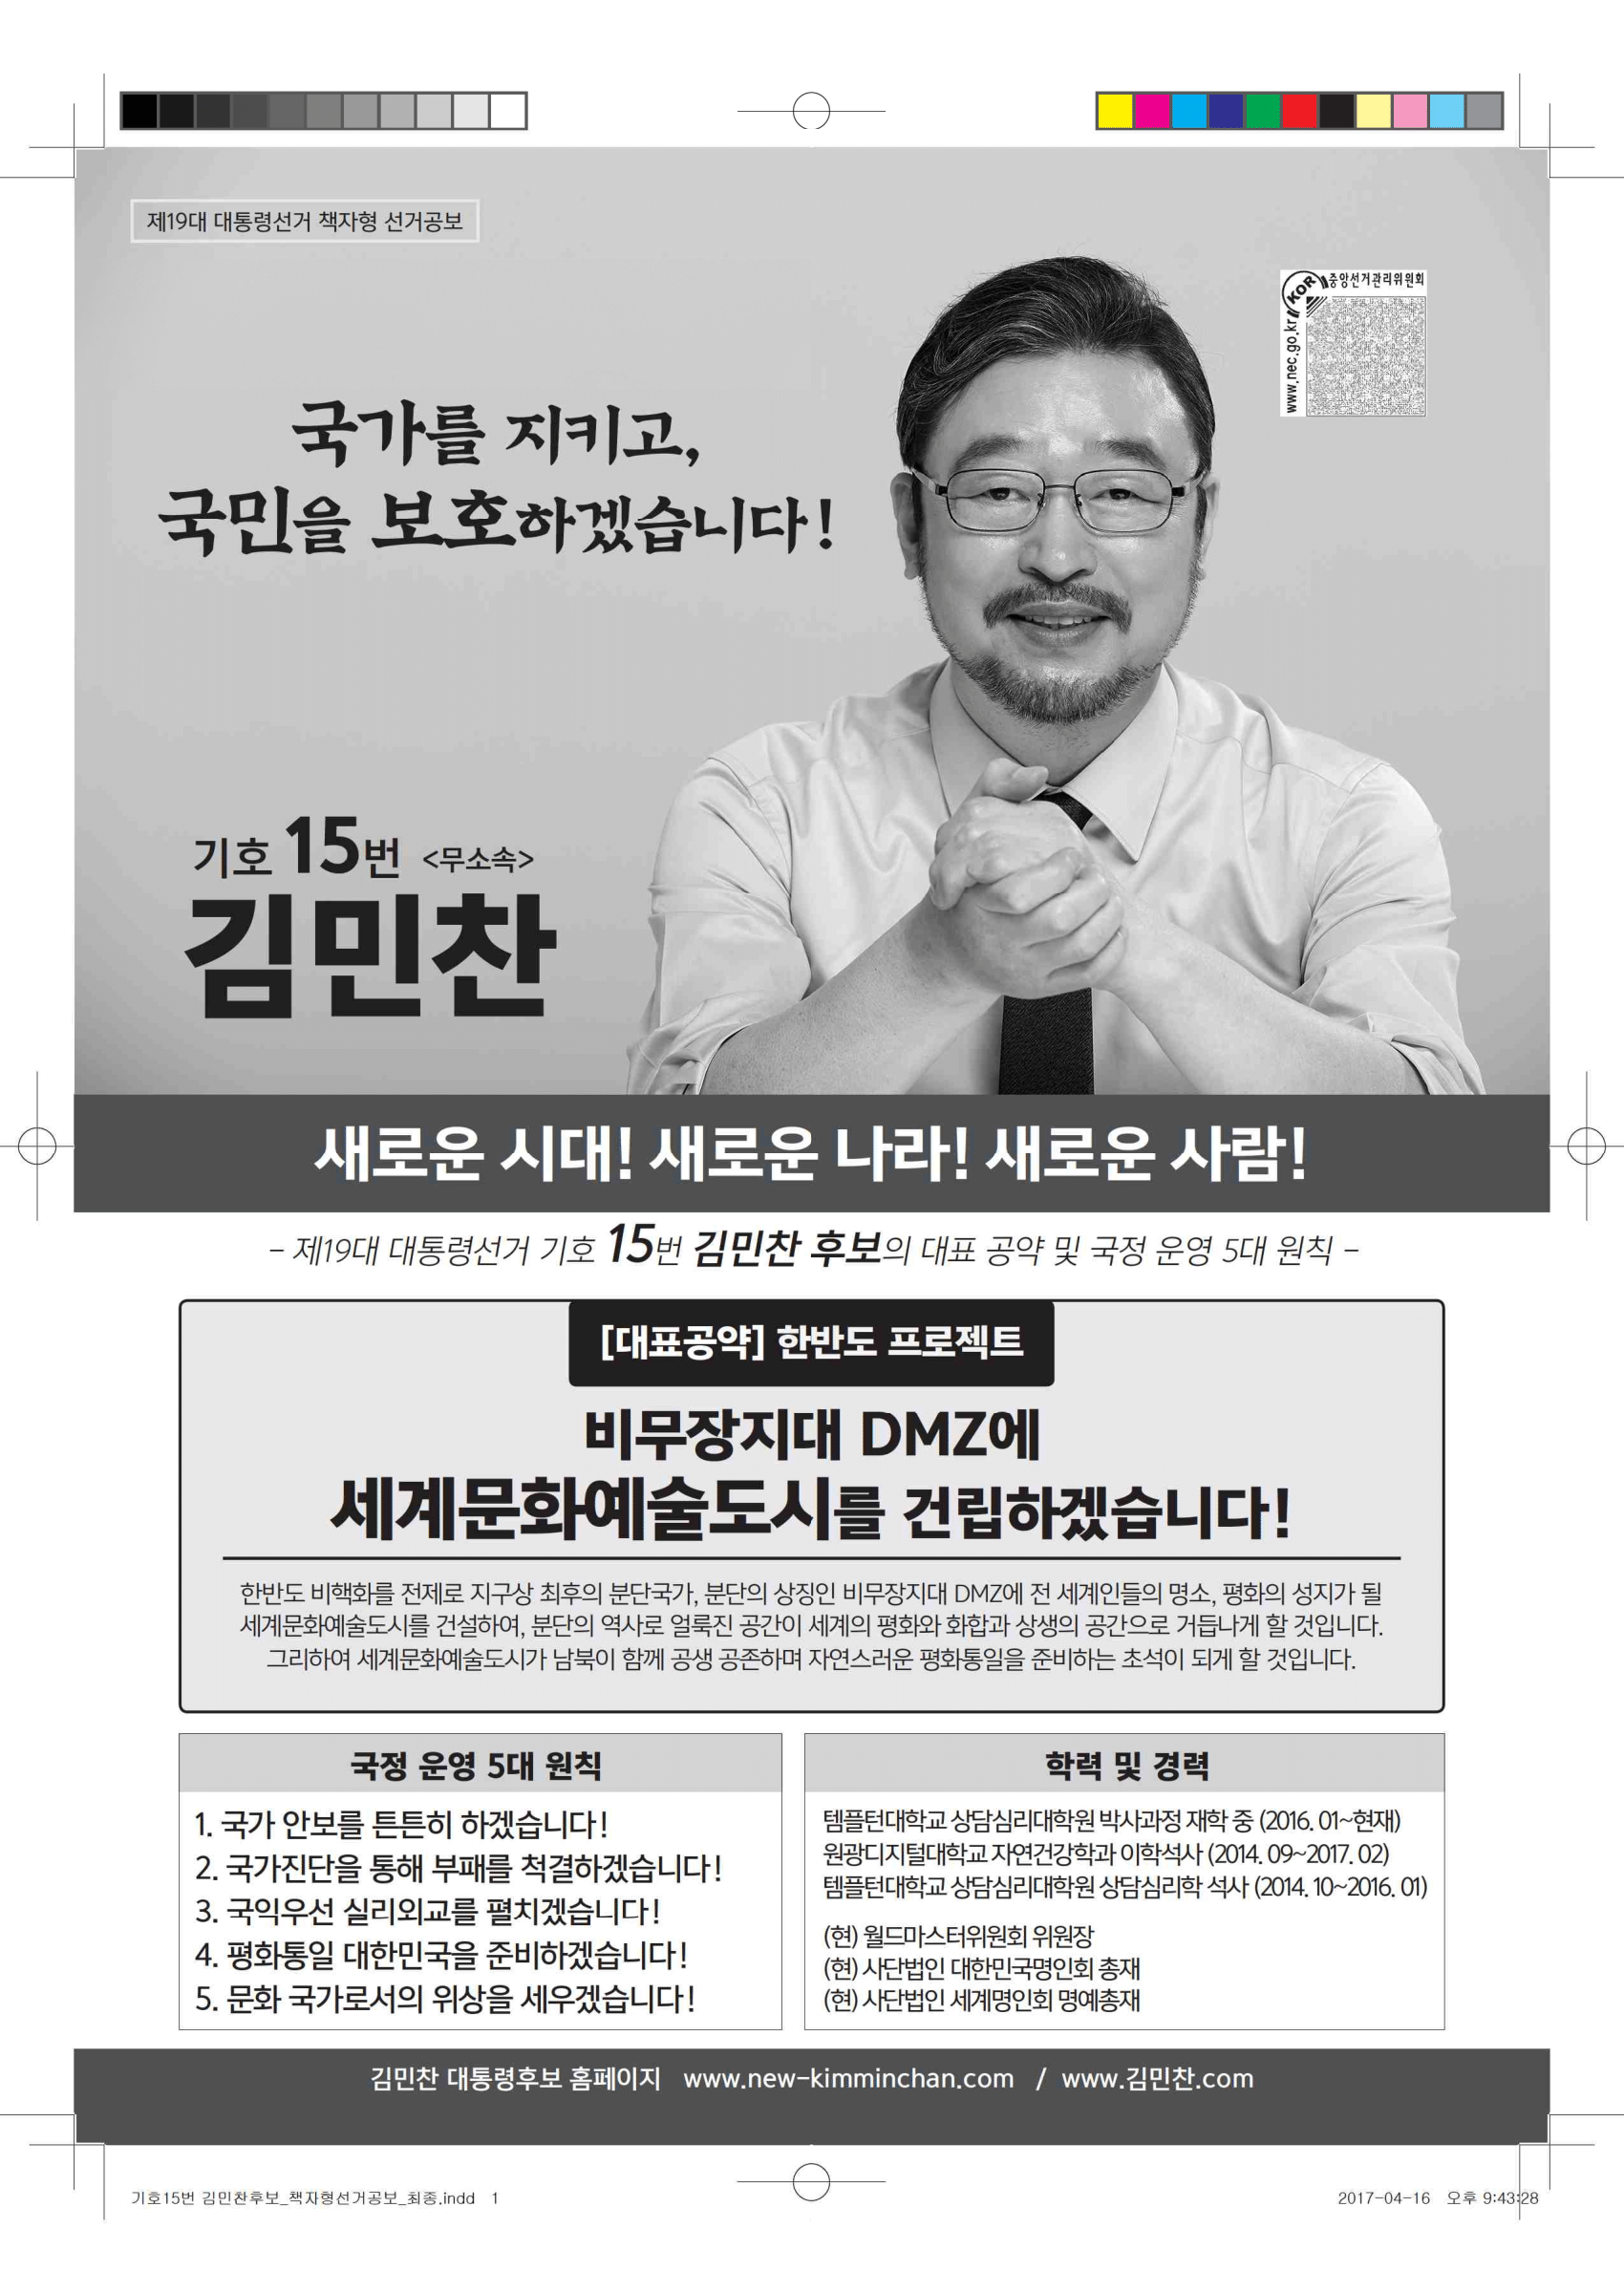 제19대 대통령선거 책자형 선거공보
KOR
중앙선거관리위원회
www.nec.go.kr
국가를 지키고,
국민을 보호하겠습니다!
기호 15번 <무소속>
김민찬
새로운 시대! 새로운 나라! 새로운 사람!
– 제19대 대통령선거 기호 15번 김민찬 후보의 대표 공약 및 국정 운영 5대 원칙 –
[대표공약] 한반도 프로젝트
비무장지대 DMZ에
세계문화예술도시를 건립하겠습니다!
한반도 비핵화를 전제로 지구상 최후의 분단국가, 분단의 상징인 비무장지대 DMZ에 전 세계인들의 명소, 평화의 성지가 될
세계문화예술도시를 건설하여, 분단의 역사로 얼룩진 공간이 세계의 평화와 화합과 상생의 공간으로 거듭나게 할 것입니다.
그리하여 세계문화예술도시가 남북이 함께 공생 공존하며 자연스러운 평화통일을 준비하는 초석이 되게 할 것입니다.
국정 운영 5대 원칙
1. 국가 안보를 튼튼히 하겠습니다!
2. 국가진단을 통해 부패를 척결하겠습니다!
3. 국익우선 실리외교를 펼치겠습니다!
4. 평화통일 대한민국을 준비하겠습니다!
5. 문화 국가로서의 위상을 세우겠습니다!
학력 및 경력
템플턴대학교 상담심리대학원 박사과정 재학 중 (2016. 01~현재)
원광디지털대학교 자연건강학과 이학석사 (2014. 09~2017. 02)
템플턴대학교 상담심리대학원 상담심리학 석사 (2014. 10~2016. 01)
(현) 월드마스터위원회 위원장
(현) 사단법인 대한민국명인회 총재
(현) 사단법인 세계명인회 명예총재
김민찬 대통령후보 홈페이지 www.new-kimminchan.com / www.김민찬.com
기호15번 김민찬후보_책자형선거공보_최종.indd 1
2017-04-16 오후 9:43:28